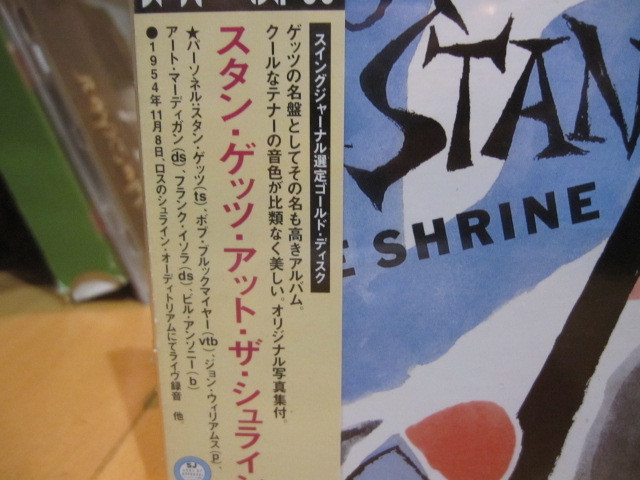 スイングジャーナル選定ゴールド・ディスク
ゲッツの名盤としてその名も高きアルバム。
クールなテナーの音色が比類なく美しい。オリジナル写真集付。
スタン・ゲッツ・アット・ザ・シュライン
★パーソネル・スタン・ゲッツ(ts)、ボブ・ブルックマイヤー(vtb)、ジョン・ウィリアムス(p)、
アート・マーディガン(ds)、フランク・イソラ(ds)、ビル・アンソニー(b)
●1954年11月8日、ロスのシュライン・オーディトリアムにてライヴ録音 他。
STAN
E SHRINE